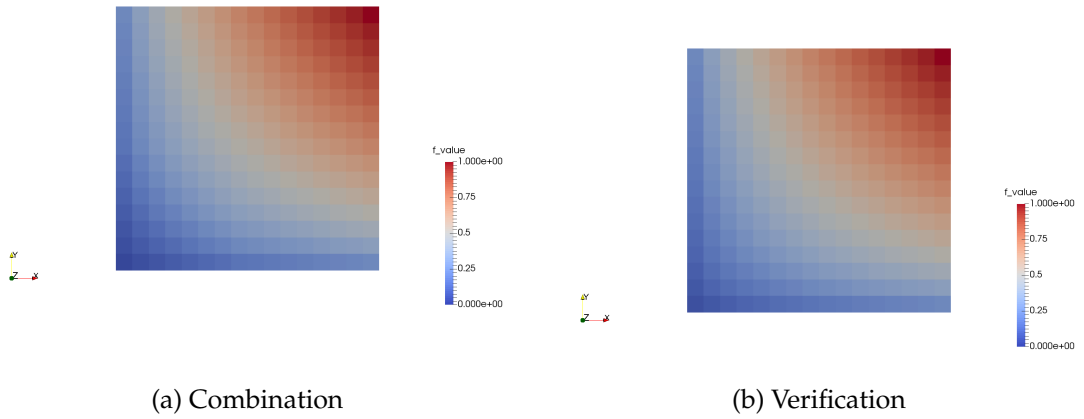 f_value
1.000e+00
0.75
0.5
0.25
0.000e+00
Y
Z X
(a) Combination
f_value
1.000e+00
0.75
0.5
0.25
0.000e+00
Y
Z X
(b) Verification